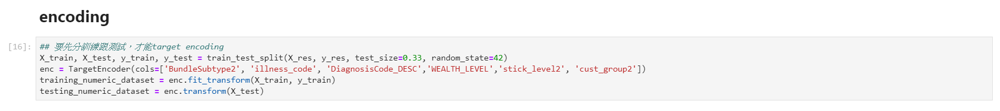 encoding
[16]:
## 要先分訓練跟測試，才能target encoding
X_train, X_test, y_train, y_test = train_test_split(X_res, y_res, test_size=0.33, random_state=42)
enc = TargetEncoder(cols=['BundleSubtype2', 'illness_code', 'DiagnosisCode_DESC','WEALTH_LEVEL','stick_level2', 'cust_group2'])
training_numeric_dataset = enc.fit_transform(X_train, y_train)
testing_numeric_dataset = enc.transform(X_test)